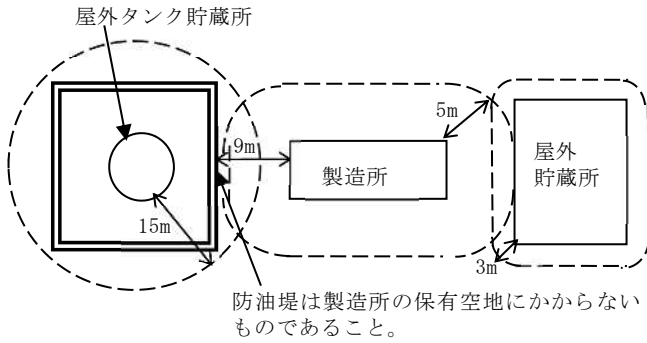 屋外タンク貯蔵所
5m
9m
製造所
屋外
貯蔵所
15m
3m
防油堤は製造所の保有空地にかからない
ものであること。